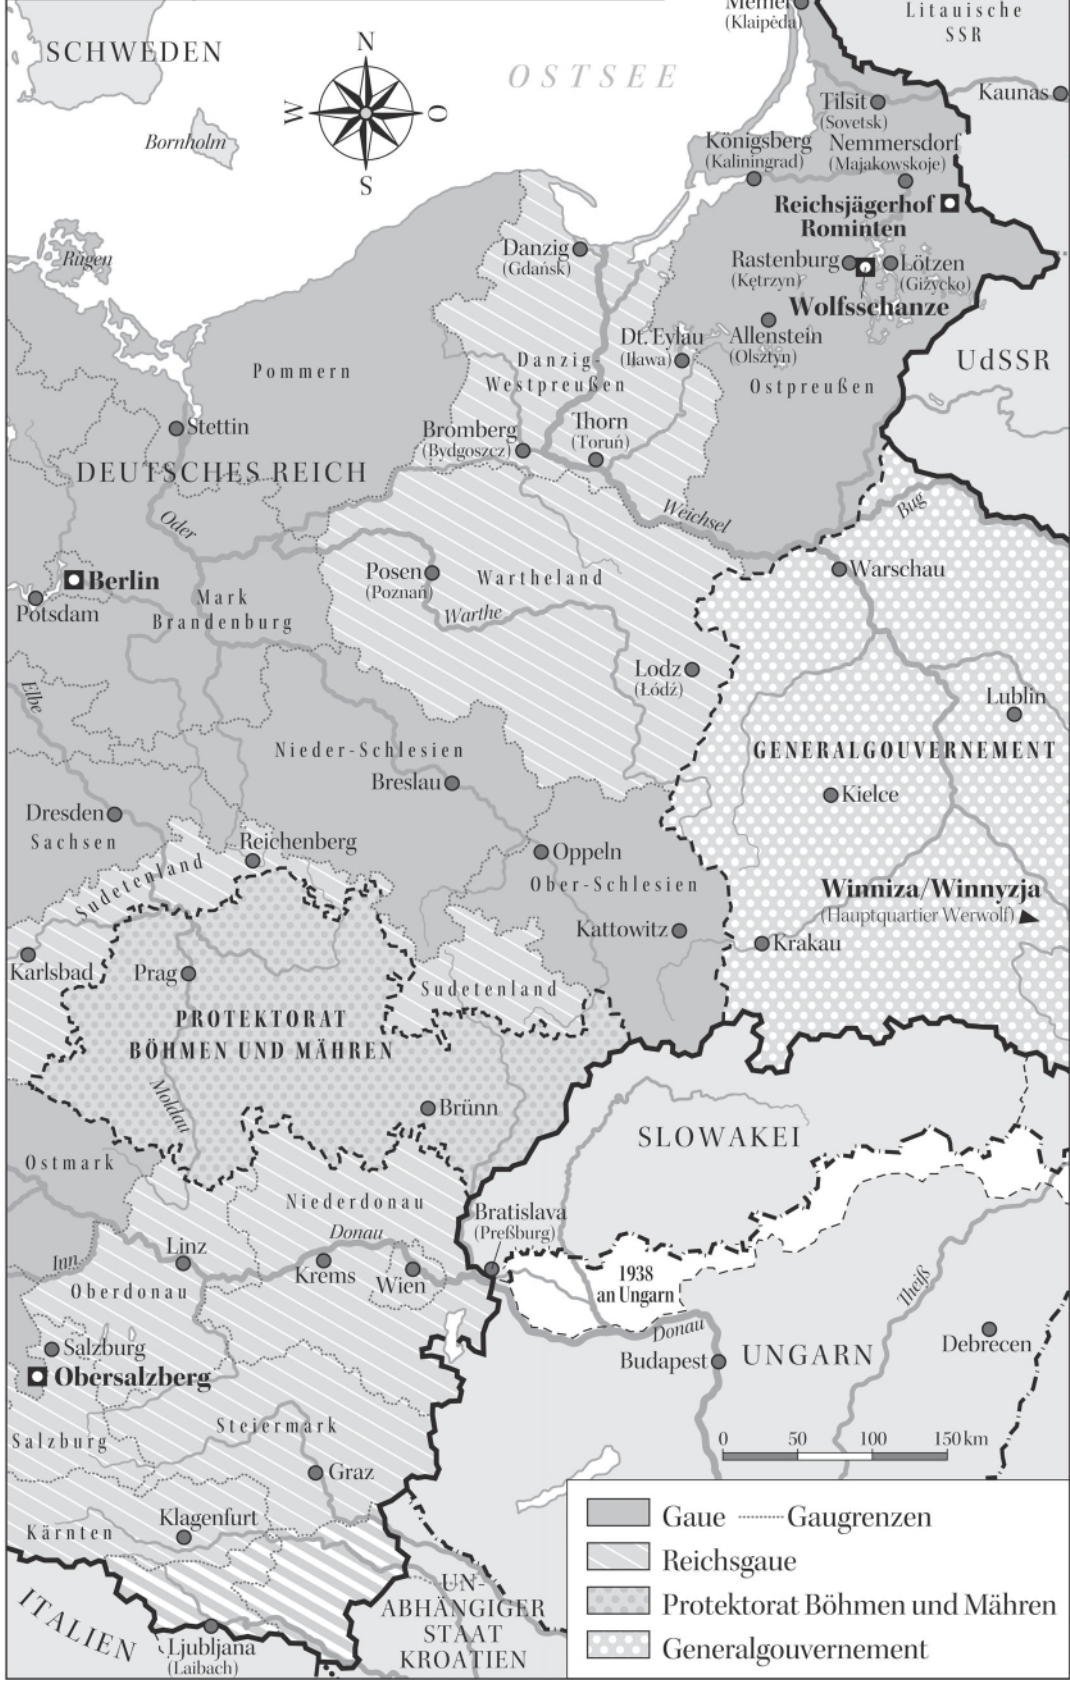 Memel
(Klaipėda)
Litauische
SSR
SCHWEDEN
N
W
O
S
OSTSEE
Kaunas
Tilsit
(Sovetsk)
Bornholm
Königsberg
(Kaliningrad)
Nemmersdorf
(Majakowskoje)
Reichsjägerhof
Rominten
Rügen
Danzig
(Gdańsk)
Rastenburg
(Kętrzyn)
Lötzen
(Giżycko)
Wolfsschanze
Dt. Eylau
(Iława)
Allenstein
(Olsztyn)
UdSSR
Pommern
Danzig-
Westpreußen
Ostpreußen
Stettin
Bromberg
(Bydgoszcz)
Thorn
(Toruń)
DEUTSCHES REICH
Oder
Weichsel
Bug
Berlin
Potsdam
Mark
Brandenburg
Posen
(Poznań)
Wartheland
Warthe
Warschau
Lodz
(Łódź)
Elbe
Lublin
Nieder-Schlesien
GENERALGOUVERNEMENT
Breslau
Kielce
Dresden
Sachsen
Reichenberg
Sudetenland
Oppeln
Ober-Schlesien
Winniza/Winnyzja
(Hauptquartier Werwolf)
Kattowitz
Krakau
Karlsbad
Prag
Sudetenland
PROTEKTORAT
BÖHMEN UND MÄHREN
Moldau
Brünn
SLOWAKEI
Ostmark
Niederdonau
Donau
Bratislava
(Preßburg)
Inn
Linz
Krems
Wien
Oberdonau
1938
an Ungarn
Donau
Theiß
Salzburg
Obersalzberg
Budapest
UNGARN
Debrecen
Steiermark
Salzburg
0 50 100 150 km
Graz
Klagenfurt
Kärnten
ITALIEN
Ljubljana
(Laibach)
UN-
ABHÄNGIGER
STAAT
KROATIEN
Gaue Gaugrenzen
Reichsgaue
Protektorat Böhmen und Mähren
Generalgouvernement